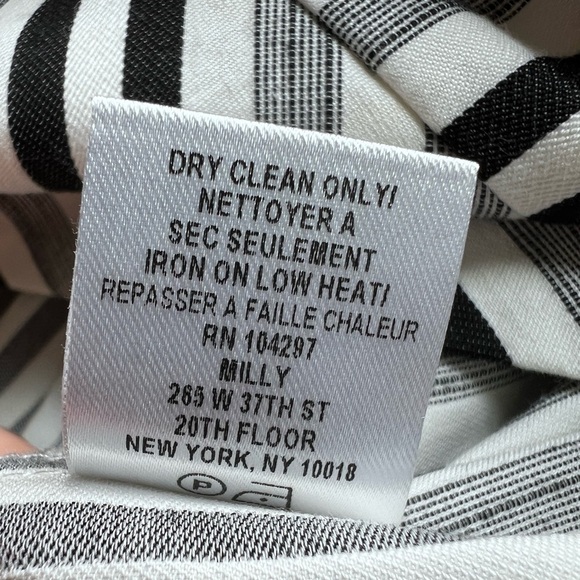 DRY CLEAN ONLY!
NETTOYER A
SEC SEULEMENT
IRON ON LOW HEAT/
REPASSER A FAILLE CHALEUR
RN 104297
MILLY
265 W 37TH ST
20TH FLOOR
NEW YORK, NY 10018
P